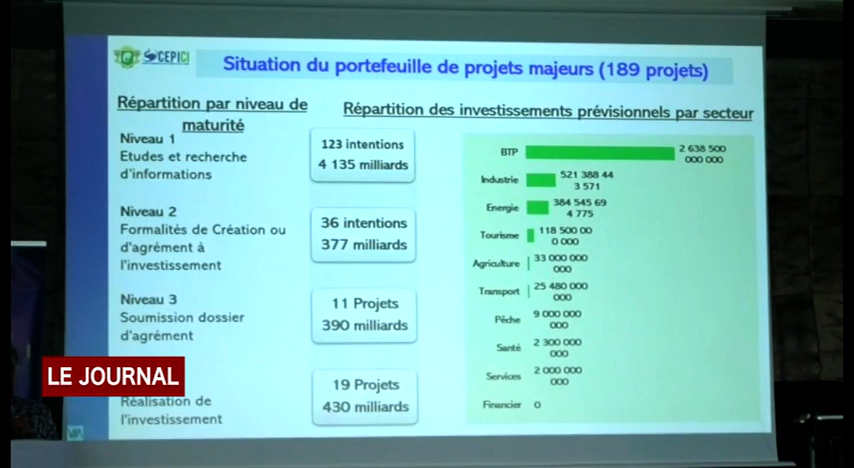 CEPICI
Situation du portefeuille de projets majeurs (189 projets)
Répartition par niveau de
maturité
Niveau 1
Etudes et recherche
d'informations
123 intentions
4 135 milliards
Niveau 2
Formalités de Création ou
d'agrément à
l'investissement
36 intentions
377 milliards
Niveau 3
Soumission dossier
d'agrément
11 Projets
390 milliards
LE JOURNAL
Réalisation de
l'investissement
19 Projets
430 milliards
Répartition des investissements prévisionnels par secteur
BTP
2 638 500
000 000
Industrie
521 388 44
3 571
Energie
384 545 69
4 775
Tourisme
118 500 00
0 000
Agriculture
33 000 000
000
Transport
25 480 000
000
Pêche
9 000 000
000
Santé
2 300 000
000
Services
2 000 000
000
Financier
0